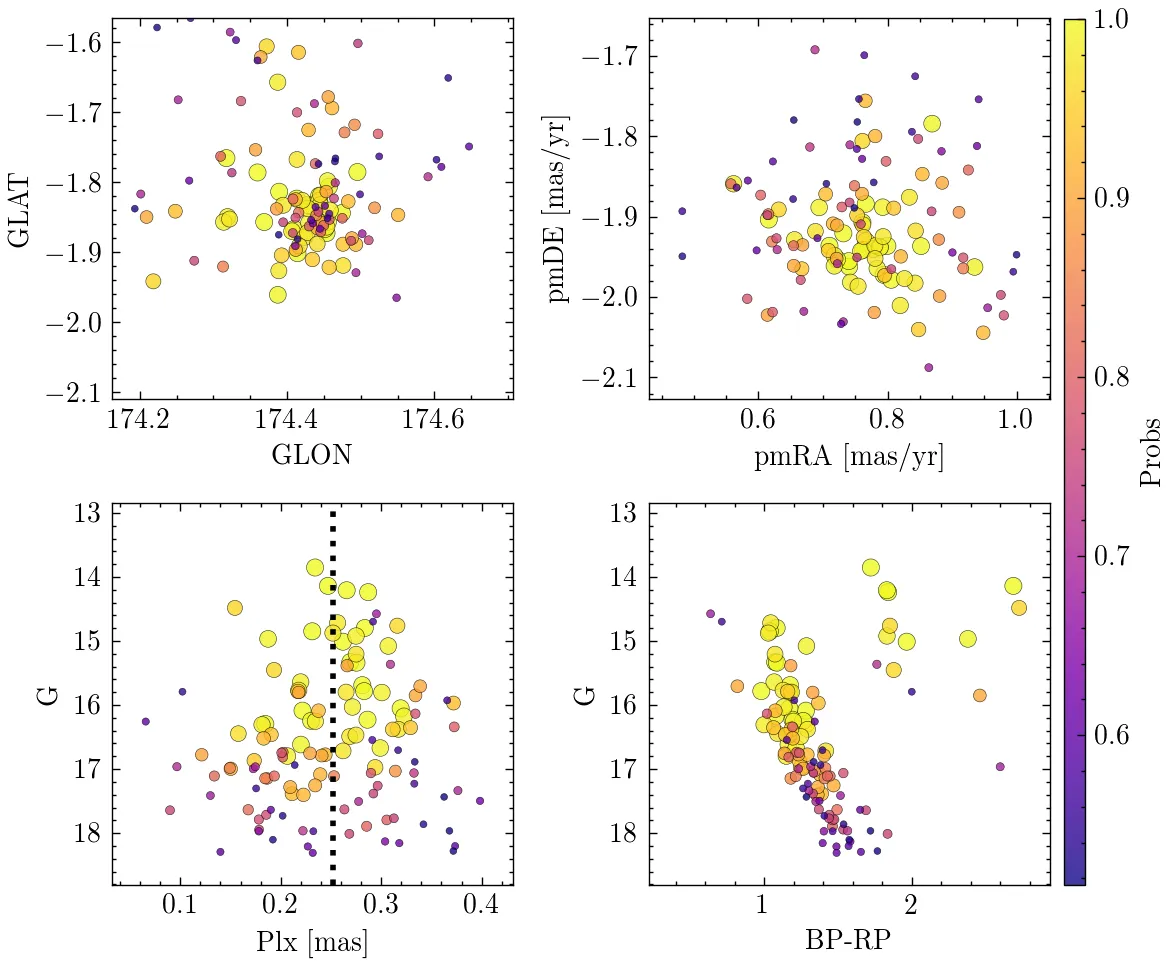 −1.6
−1.7
−1.8
−1.9
−2.0
−2.1
GLAT
174.2 174.4 174.6
GLON
−1.7
−1.8
−1.9
−2.0
−2.1
pmDE [mas/yr]
0.6 0.8 1.0
pmRA [mas/yr]
1.0
0.9
0.8
0.7
0.6
Probs
13
14
15
16
17
18
G
0.1 0.2 0.3 0.4
Plx [mas]
13
14
15
16
17
18
G
1 2
BP-RP